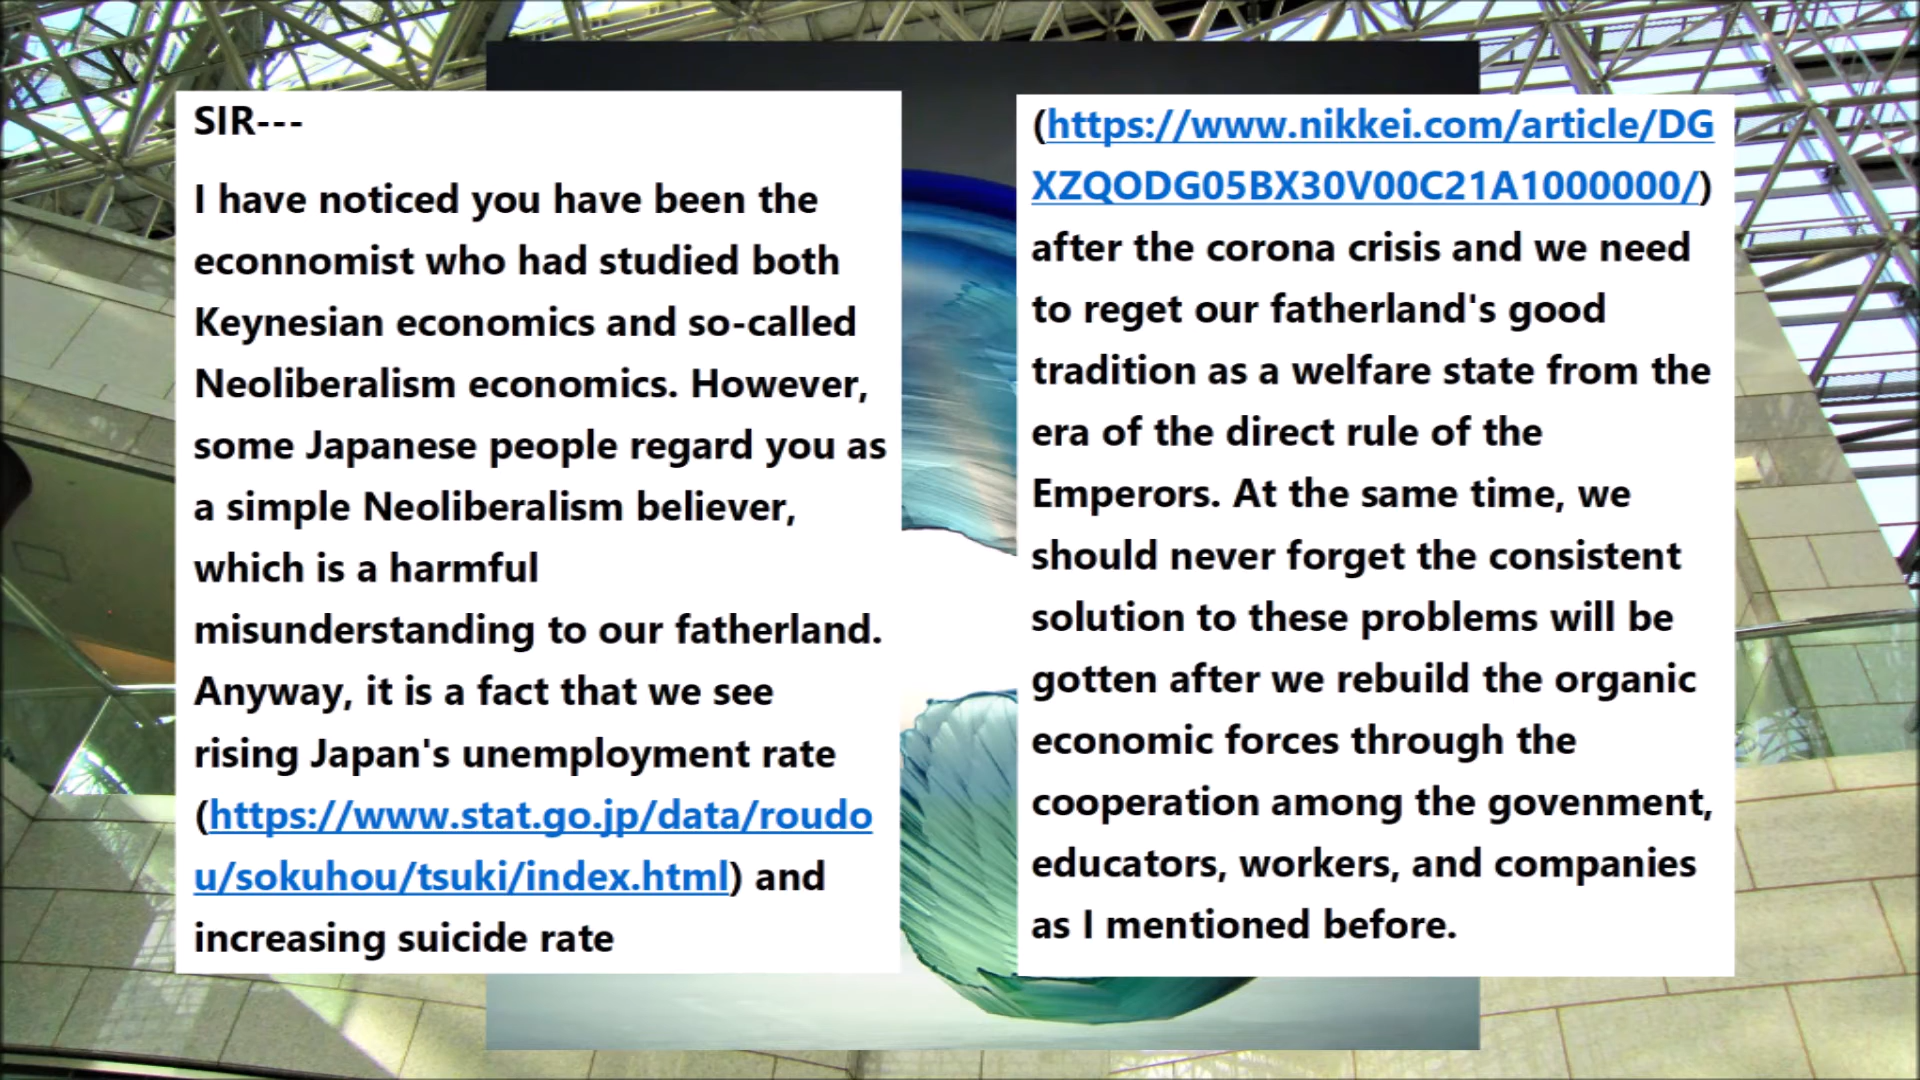 SIR---
I have noticed you have been the
econnomist who had studied both
Keynesian economics and so-called
Neoliberalism economics. However,
some Japanese people regard you as
a simple Neoliberalism believer,
which is a harmful
misunderstanding to our fatherland.
Anyway, it is a fact that we see
rising Japan's unemployment rate
(https://www.stat.go.jp/data/roudo
u/sokuhou/tsuki/index.html) and
increasing suicide rate
(https://www.nikkei.com/article/DG
XZQODG05BX30V00C21A1000000/)
after the corona crisis and we need
to reget our fatherland's good
tradition as a welfare state from the
era of the direct rule of the
Emperors. At the same time, we
should never forget the consistent
solution to these problems will be
gotten after we rebuild the organic
economic forces through the
cooperation among the govenment,
educators, workers, and companies
as I mentioned before.